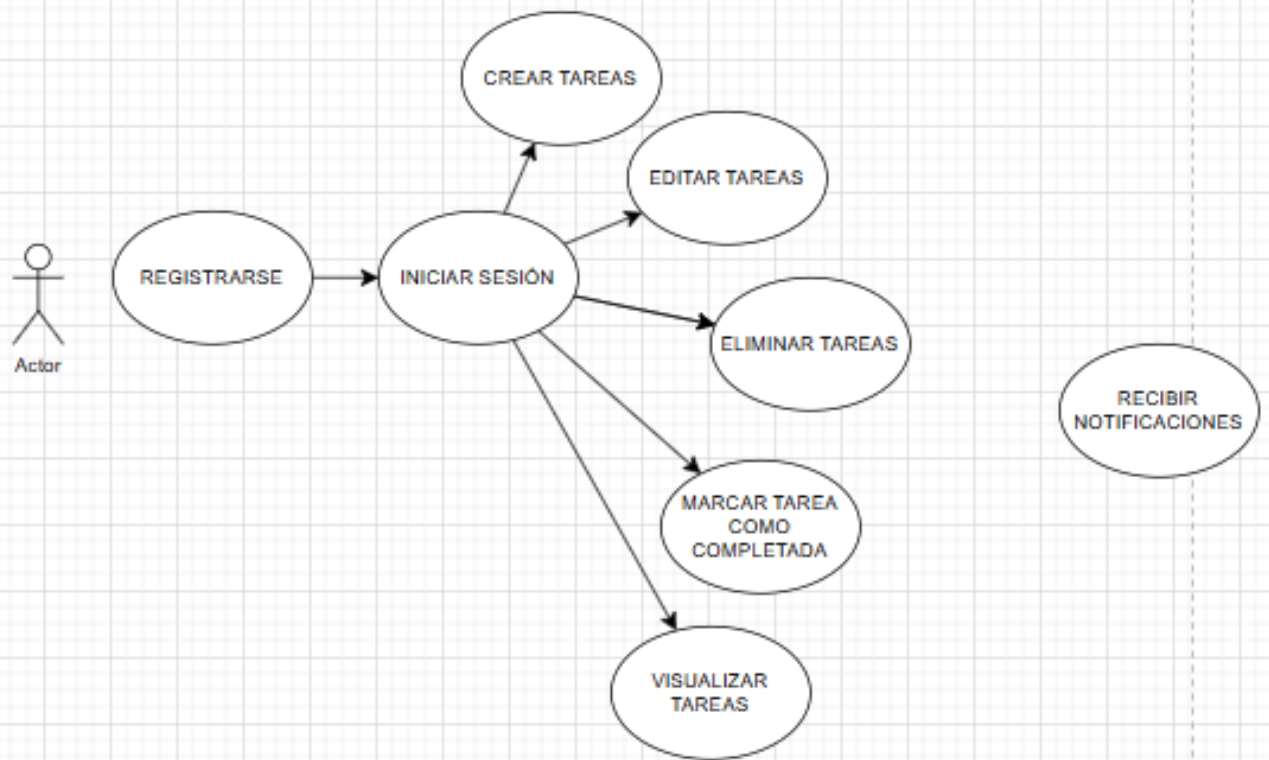 CREAR TAREAS
EDITAR TAREAS
REGISTRARSE
INICIAR SESIÓN
ELIMINAR TAREAS
Actor
RECIBIR
NOTIFICACIONES
MARCAR TAREA
COMO
COMPLETADA
VISUALIZAR
TAREAS